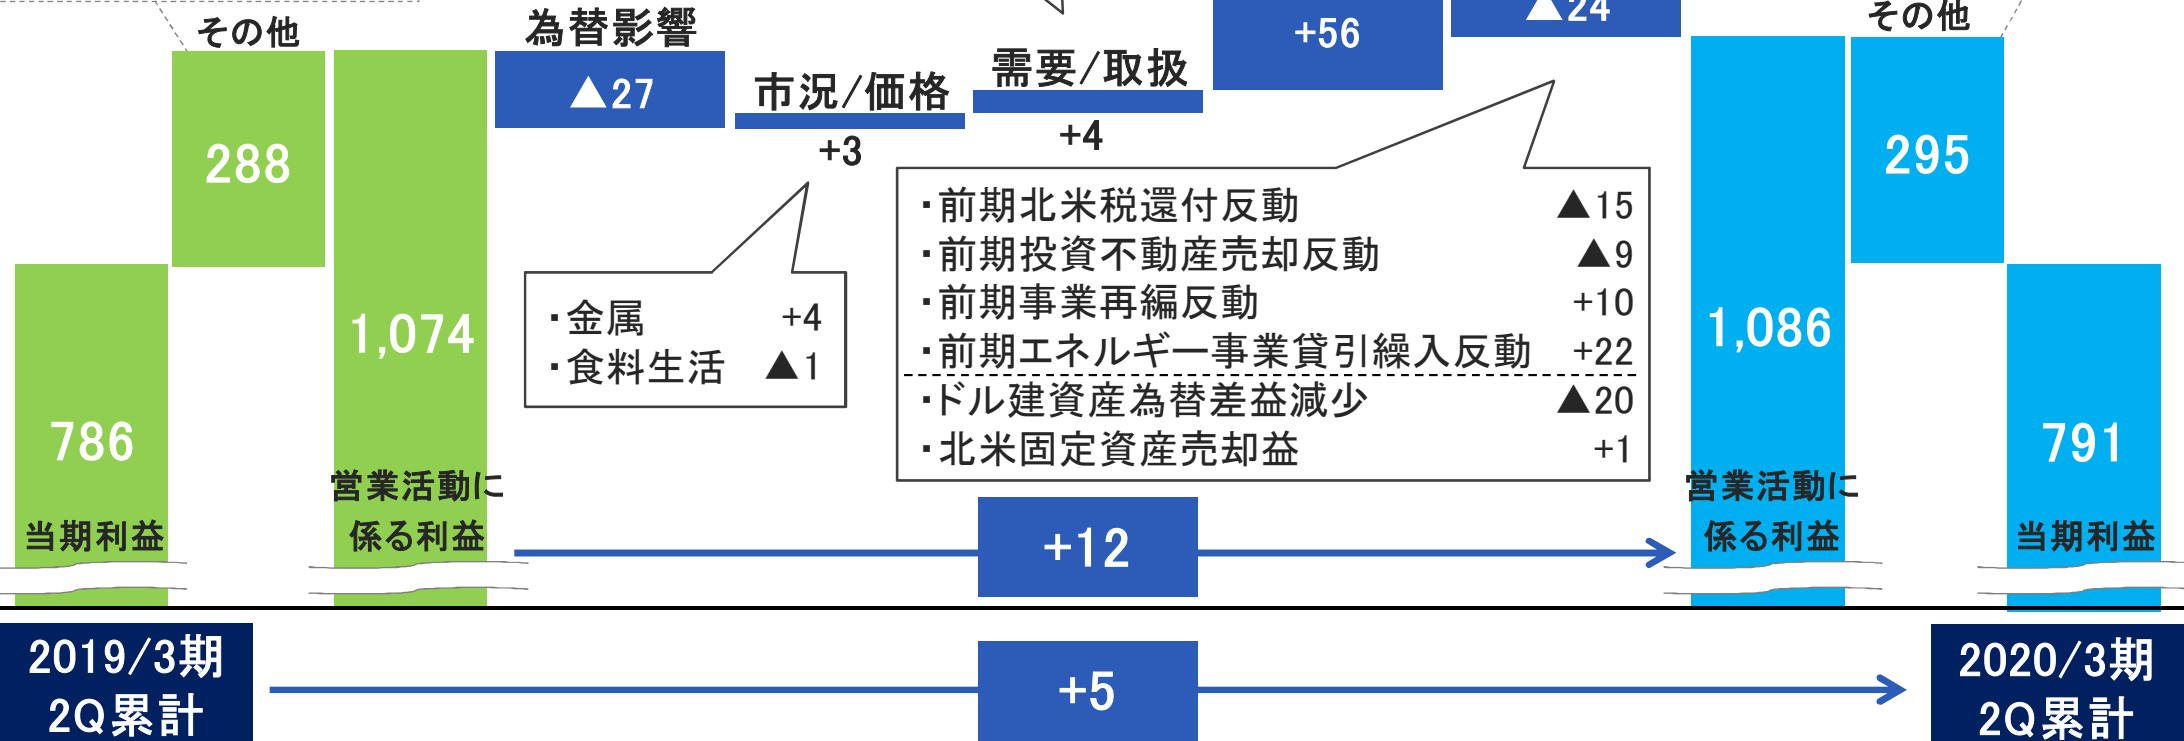 その他
288
786
当期利益
1,074
営業活動に
係る利益
為替影響
▲27
市況/価格
+3
・金属 +4
・食料生活 ▲1
需要/取扱
+4
+56
▲24
・前期北米税還付反動 ▲15
・前期投資不動産売却反動 ▲9
・前期事業再編反動 +10
・前期エネルギー事業貸引繰入反動 +22
・ドル建資産為替差益減少 ▲20
・北米固定資産売却益 +1
1,086
営業活動に
係る利益
その他
295
791
当期利益
+12
2019/3期
2Q累計
+5
2020/3期
2Q累計